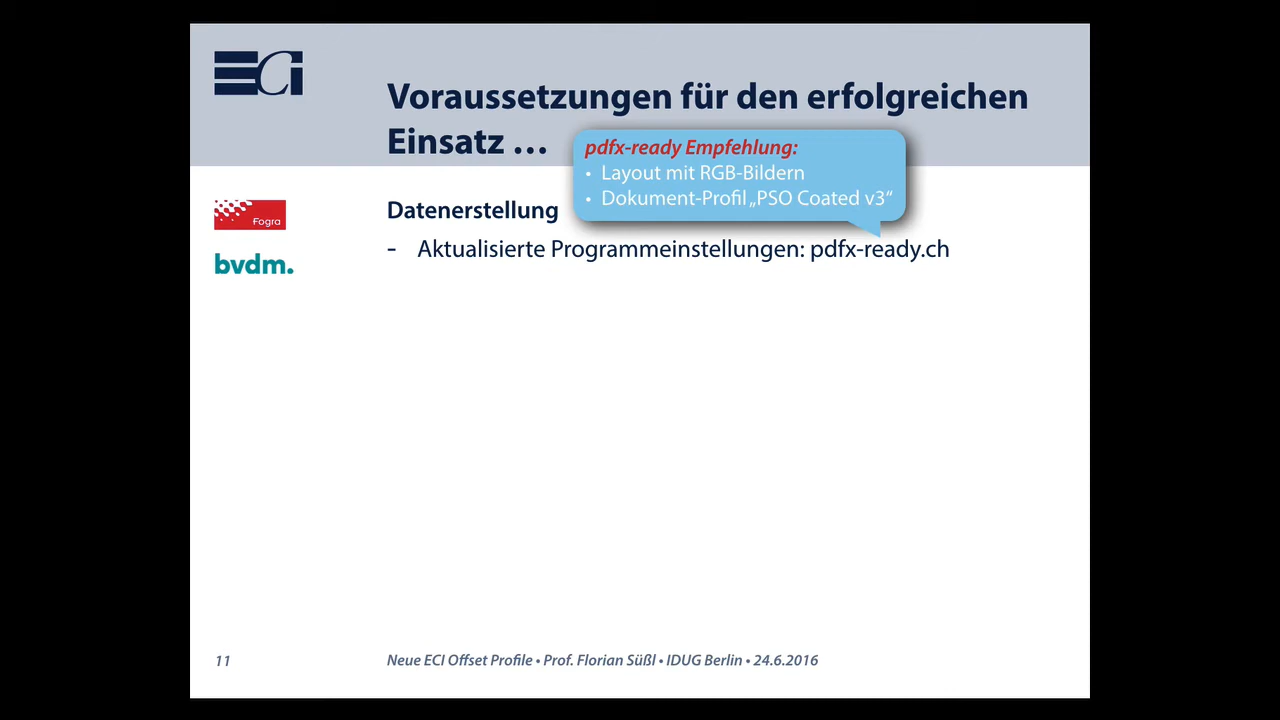 ECi
Voraussetzungen für den erfolgreichen
Einsatz …
pdfx-ready Empfehlung:
• Layout mit RGB-Bildern
• Dokument-Profil „PSO Coated v3“
Fogra
bvdm.
Datenerstellung
- Aktualisierte Programmeinstellungen: pdfx-ready.ch
11
Neue ECI Offset Profile • Prof. Florian Süßl • IDUG Berlin • 24.6.2016